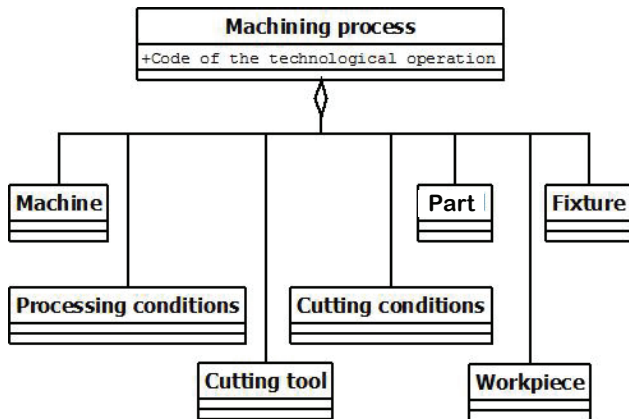 Machining process
+Code of the technological operation
Machine
Part
Fixture
Processing conditions
Cutting conditions
Cutting tool
Workpiece